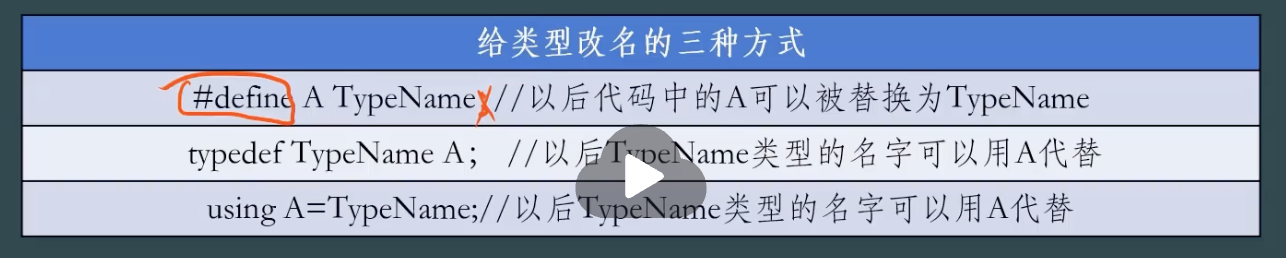 给类型改名的三种方式
#define A TypeName //以后代码中的A可以被替换为TypeName
typedef TypeName A； //以后TypeName类型的名字可以用A代替
using A=TypeName;//以后TypeName类型的名字可以用A代替